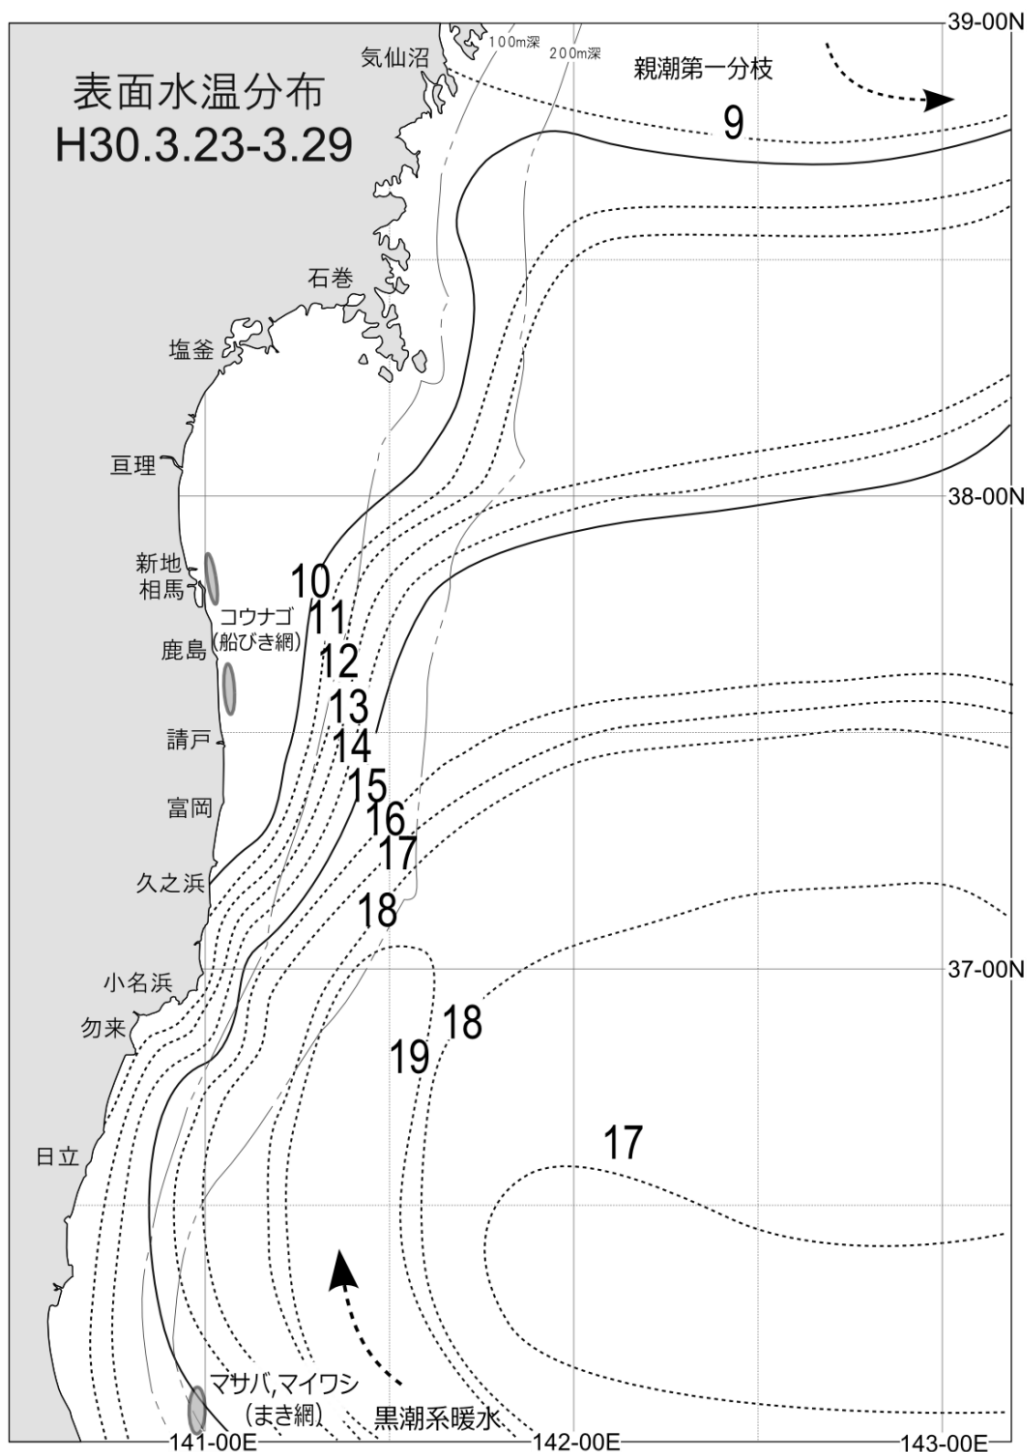 39-00N
100m深
200m深
気仙沼
親潮第一分枝
表面水温分布
H30.3.23-3.29
9
石巻
塩釜
亘理
38-00N
新地
相馬
10
コウナゴ
(船びき網)
11
鹿島
12
13
請戸
14
15
富岡
16
17
久之浜
18
37-00N
小名浜
勿来
18
19
17
日立
マサバ,マイワシ
(まき網)
黒潮系暖水
141-00E
142-00E
143-00E